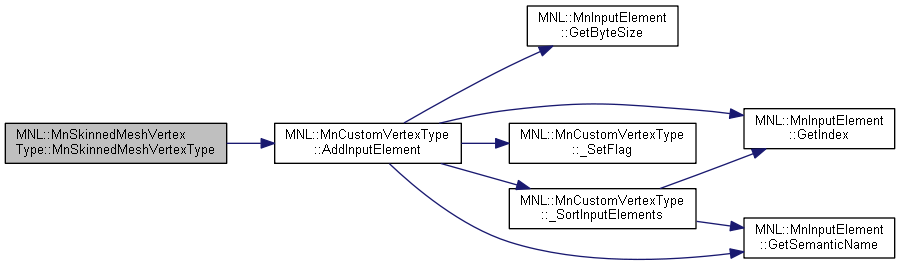 MNL::MnSkinnedMeshVertex
Type::MnSkinnedMeshVertexType
MNL::MnCustomVertexType
::AddInputElement
MNL::MnInputElement
::GetByteSize
MNL::MnCustomVertexType
::_SetFlag
MNL::MnCustomVertexType
::_SortInputElements
MNL::MnInputElement
::GetIndex
MNL::MnInputElement
::GetSemanticName